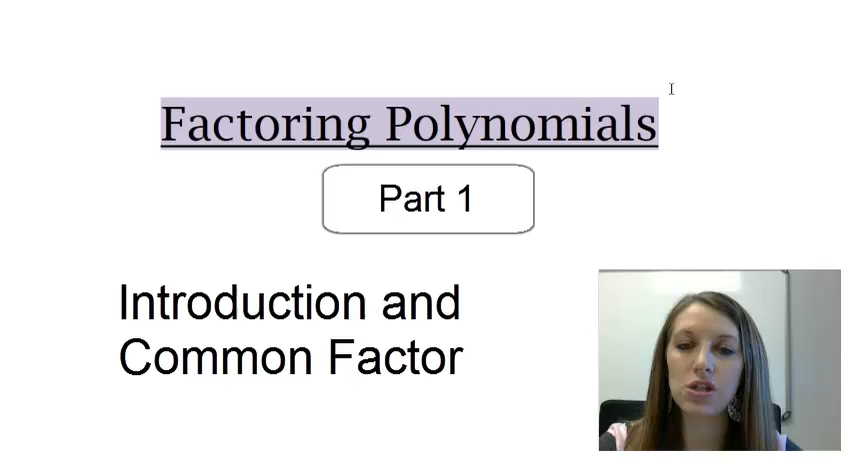 Factoring Polynomials
Part 1
Introduction and
Common Factor